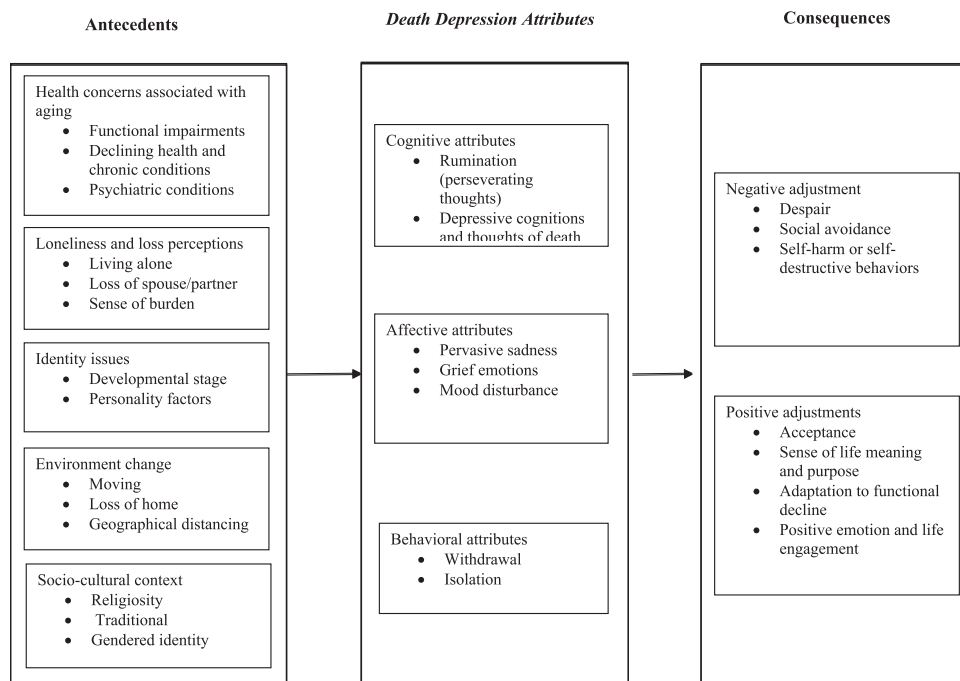 Antecedents
Health concerns associated with
aging
• Functional impairments
• Declining health and
chronic conditions
• Psychiatric conditions
Loneliness and loss perceptions
• Living alone
• Loss of spouse/partner
• Sense of burden
Identity issues
• Developmental stage
• Personality factors
Environment change
• Moving
• Loss of home
• Geographical distancing
Socio-cultural context
• Religiosity
• Traditional
• Gendered identity
Death Depression Attributes
Cognitive attributes
• Rumination
(perseverating
thoughts)
• Depressive cognitions
and thoughts of death
Affective attributes
• Pervasive sadness
• Grief emotions
• Mood disturbance
Behavioral attributes
• Withdrawal
• Isolation
Consequences
Negative adjustment
• Despair
• Social avoidance
• Self-harm or self-
destructive behaviors
Positive adjustments
• Acceptance
• Sense of life meaning
and purpose
• Adaptation to functional
decline
• Positive emotion and life
engagement